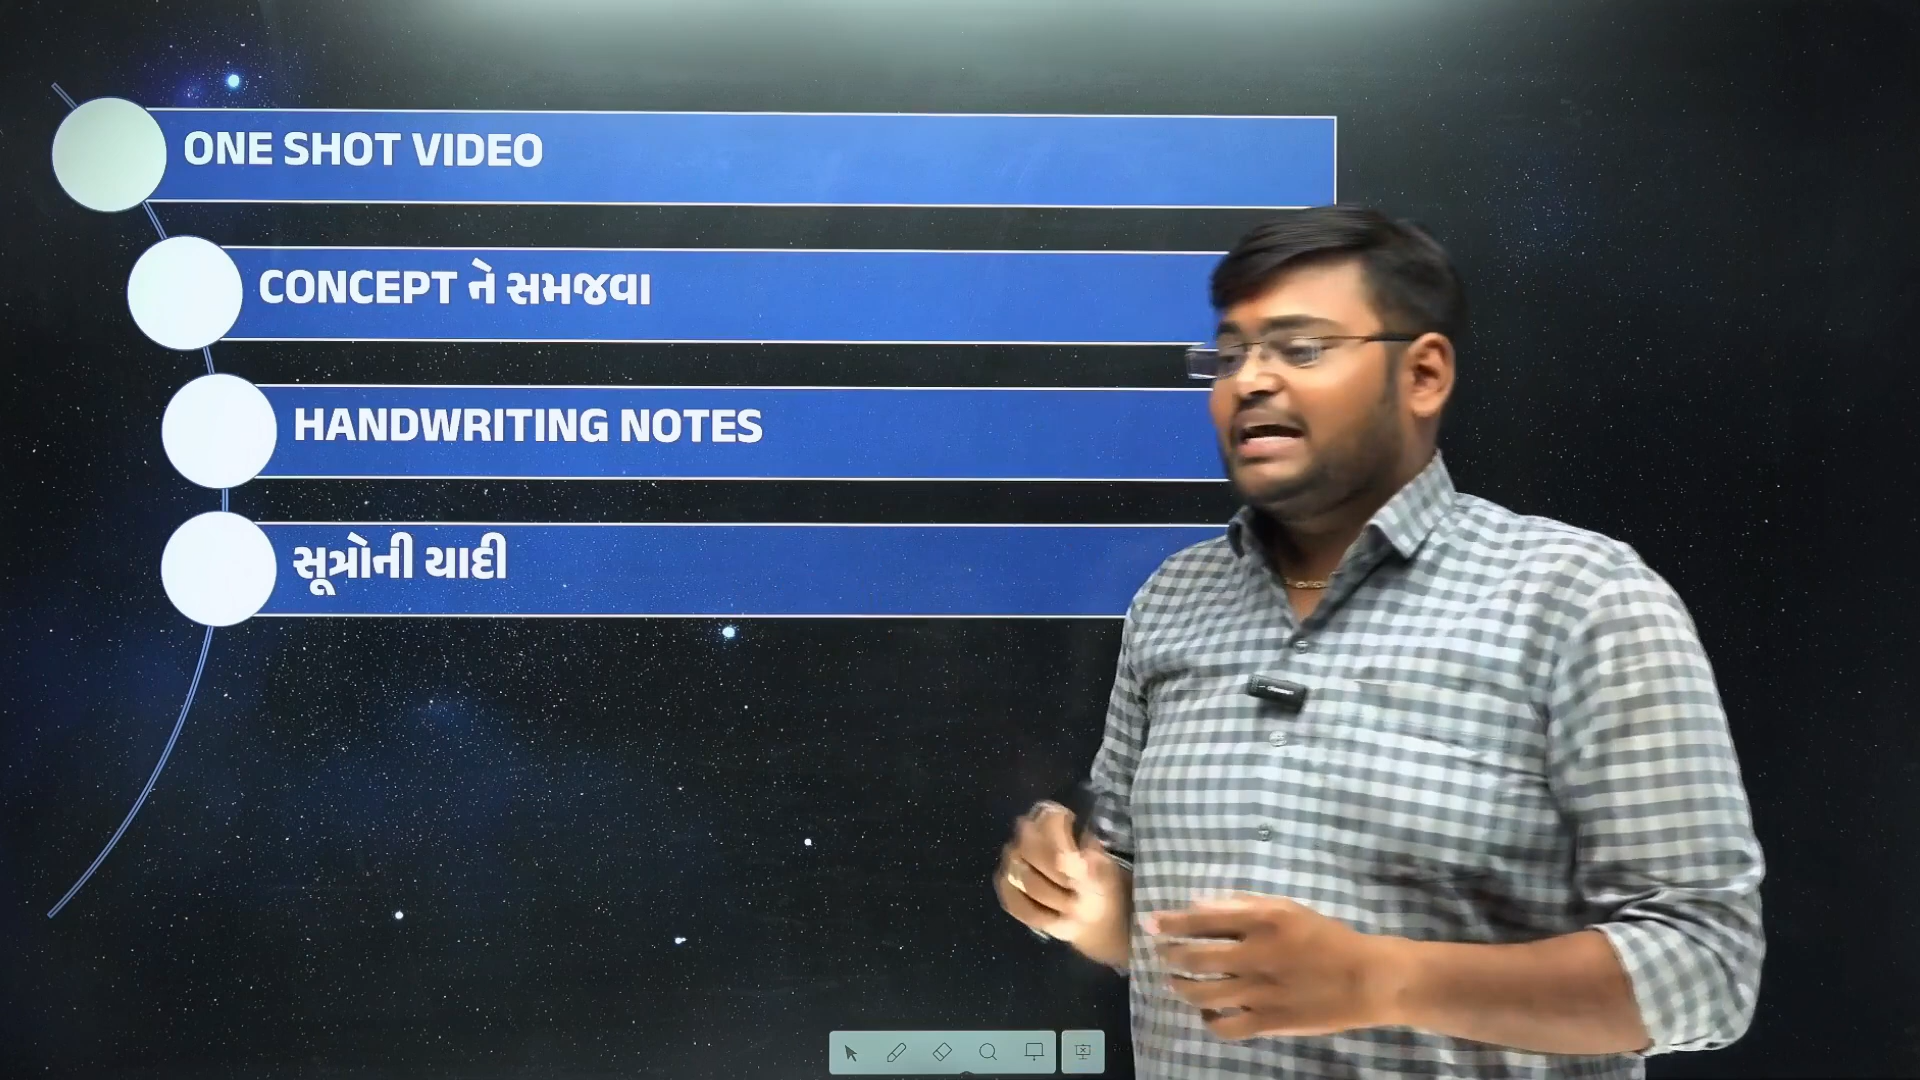 ONE SHOT VIDEO
CONCEPT ને સમજવા
HANDWRITING NOTES
સૂત્રોની યાદી